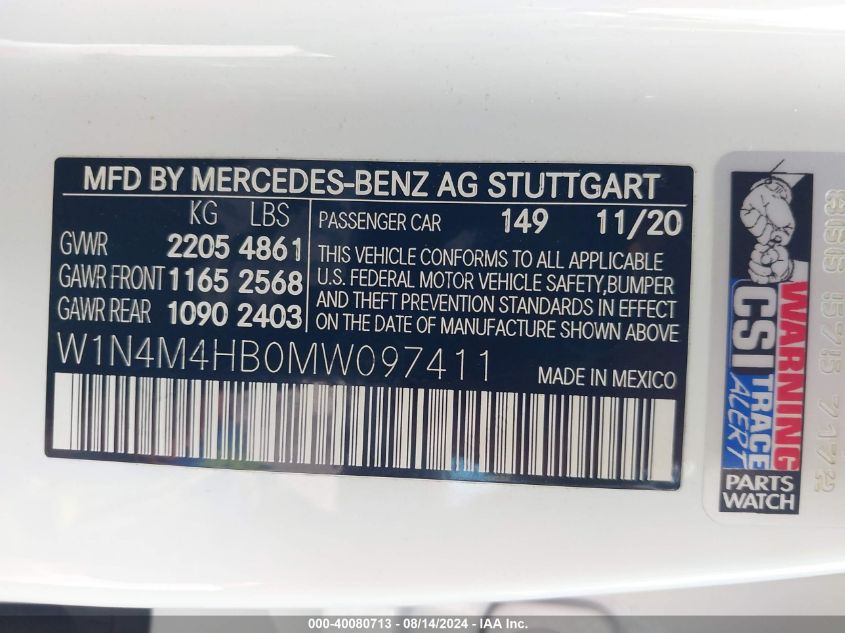 MFD BY MERCEDES-BENZ AG STUTTGART
KG LBS
GVWR 2205 4861
GAWR FRONT 1165 2568
GAWR REAR 1090 2403
PASSENGER CAR 149 11/20
THIS VEHICLE CONFORMS TO ALL APPLICABLE
U.S. FEDERAL MOTOR VEHICLE SAFETY,BUMPER
AND THEFT PREVENTION STANDARDS IN EFFECT
ON THE DATE OF MANUFACTURE SHOWN ABOVE.
W1N4M4HB0MW097411
MADE IN MEXICO
WARNING
CSI TRACE
ALERT
PARTS
WATCH
000-40080713 - 08/14/2024 - IAA Inc.